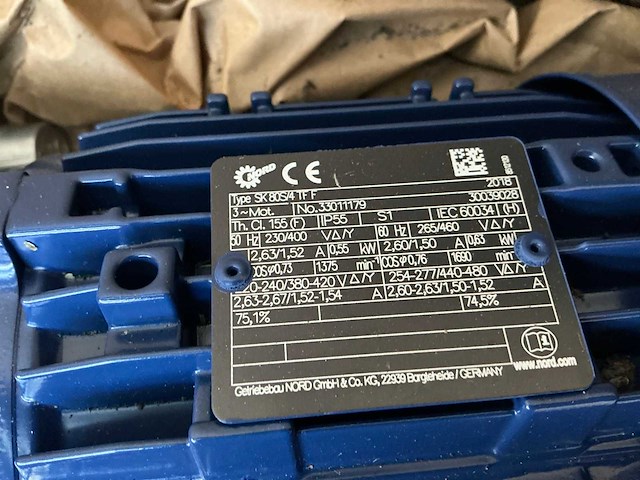 NORD CE
2018
Type SK 80S/4 TF F 30039028
3~Mot. No. 33011179
Th. Cl. 155 (F) IP55 S1 IEC 60034 (H)
50 Hz 230/400 V Δ/Y 60 Hz 265/460 V Δ/Y
2,63/1,52 A 0,55 kW 2,60/1,50 A 0,63 kW
COSφ0,73 1375 min⁻¹ COSφ0,76 1690 min⁻¹
0-240/380-420 V Δ/Y 254-277/440-480 V Δ/Y
2,63-2,67/1,52-1,54 A 2,60-2,63/1,50-1,52 A
75,1% 74,5%
www.nord.com
Getriebebau NORD GmbH & Co. KG, 22939 Bargteheide / GERMANY